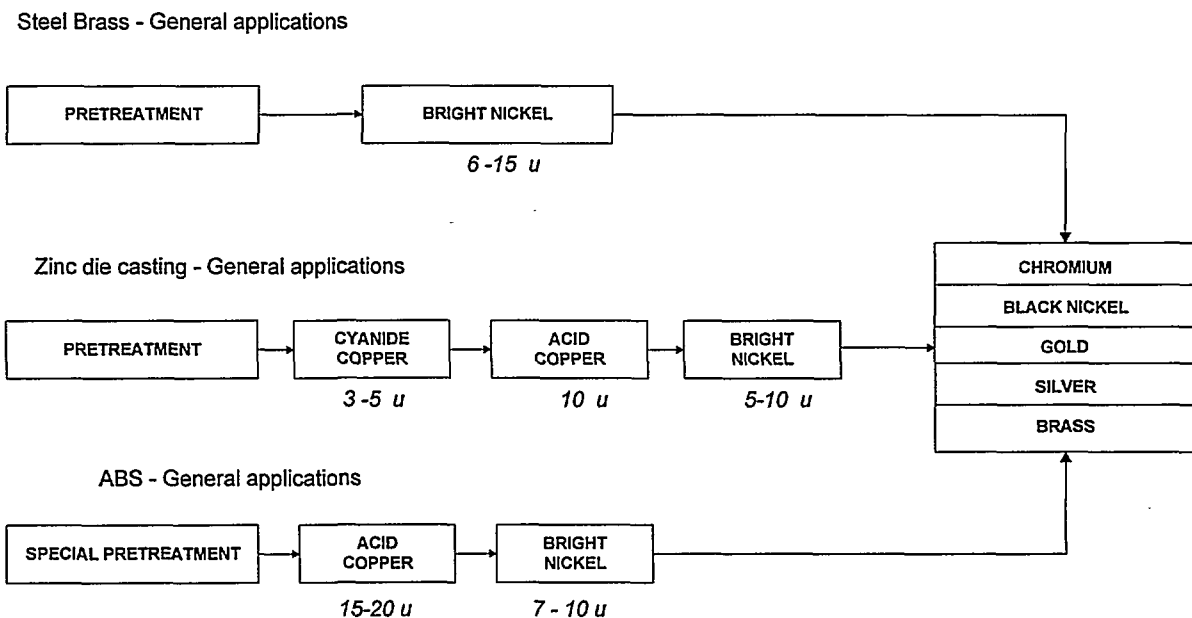 Steel Brass - General applications
PRETREATMENT
BRIGHT NICKEL
6 -15 u
Zinc die casting - General applications
PRETREATMENT
CYANIDE
COPPER
3 -5 u
ACID
COPPER
10 u
BRIGHT
NICKEL
5-10 u
CHROMIUM
BLACK NICKEL
GOLD
SILVER
BRASS
ABS - General applications
SPECIAL PRETREATMENT
ACID
COPPER
15-20 u
BRIGHT
NICKEL
7 - 10 u